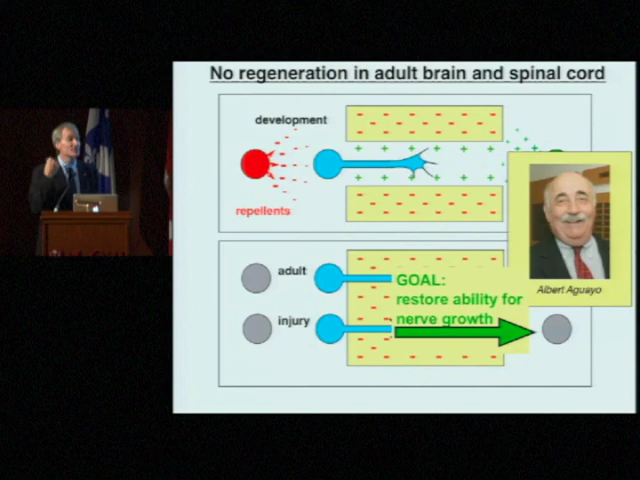 No regeneration in adult brain and spinal cord
development
repellents
Albert Aguayo
adult
injury
GOAL:
restore ability for
nerve growth